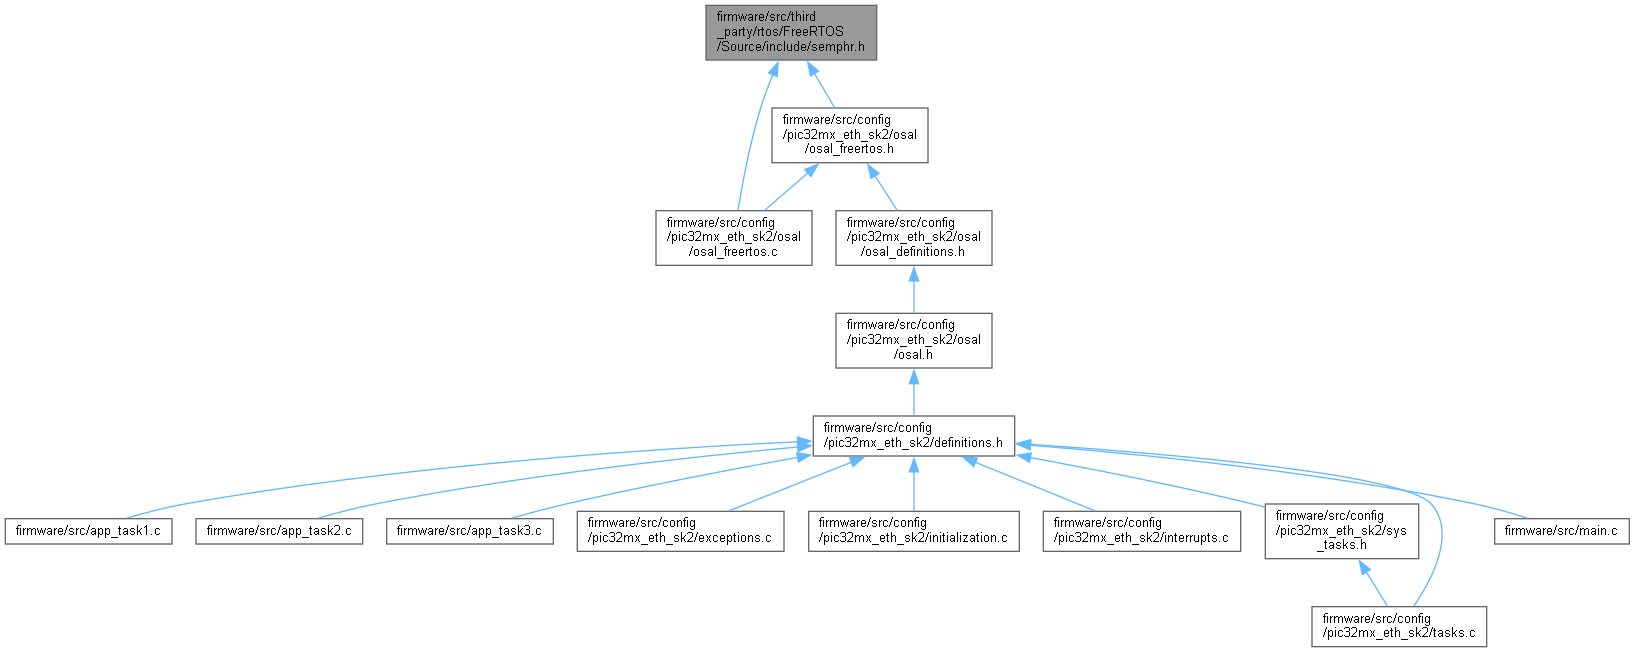 firmware/src/third
_party/rtos/FreeRTOS
/Source/include/semphr.h
firmware/src/config
/pic32mx_eth_sk2/osal
/osal_freertos.h
firmware/src/config
/pic32mx_eth_sk2/osal
/osal_freertos.c
firmware/src/config
/pic32mx_eth_sk2/osal
/osal_definitions.h
firmware/src/config
/pic32mx_eth_sk2/osal
/osal.h
firmware/src/config
/pic32mx_eth_sk2/definitions.h
firmware/src/app_task1.c
firmware/src/app_task2.c
firmware/src/app_task3.c
firmware/src/config
/pic32mx_eth_sk2/exceptions.c
firmware/src/config
/pic32mx_eth_sk2/initialization.c
firmware/src/config
/pic32mx_eth_sk2/interrupts.c
firmware/src/config
/pic32mx_eth_sk2/sys
_tasks.h
firmware/src/main.c
firmware/src/config
/pic32mx_eth_sk2/tasks.c